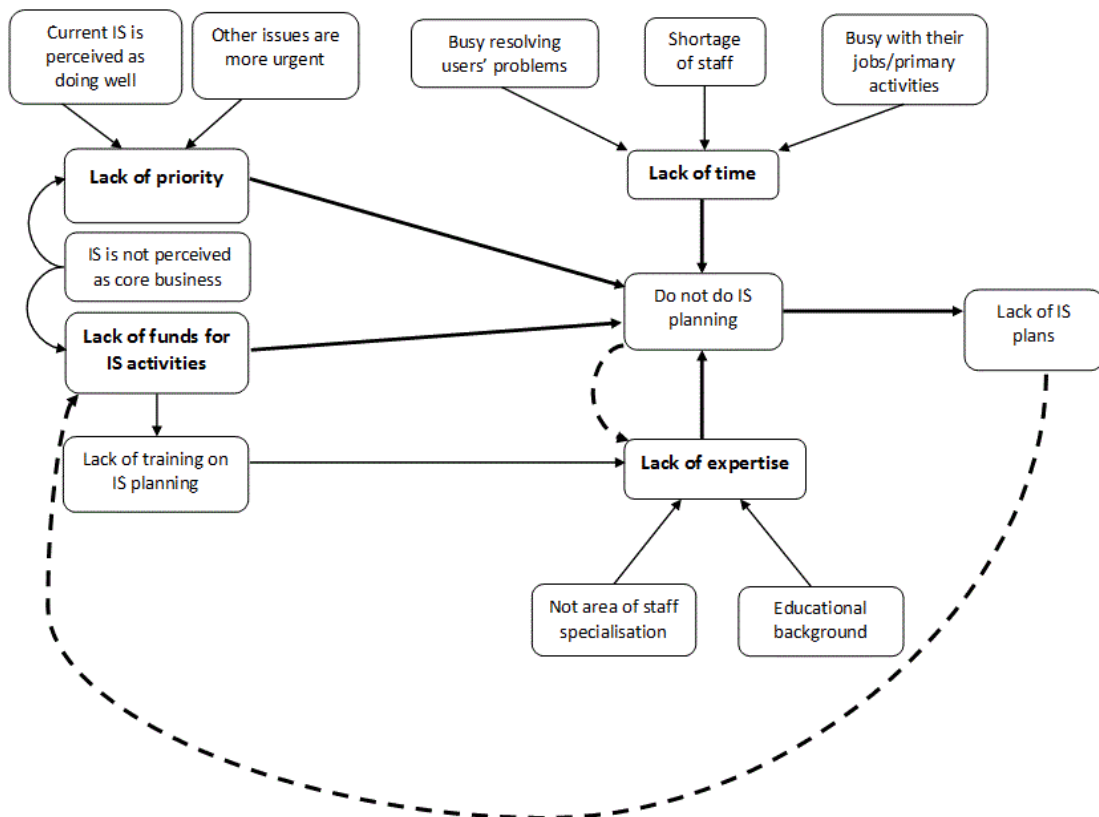 Current IS is
perceived as
doing well
Other issues are
more urgent
Busy resolving
users’ problems
Shortage
of staff
Busy with their
jobs/primary
activities
Lack of priority
Lack of time
IS is not perceived
as core business
Do not do IS
planning
Lack of IS
plans
Lack of funds for
IS activities
Lack of training on
IS planning
Lack of expertise
Not area of staff
specialisation
Educational
background